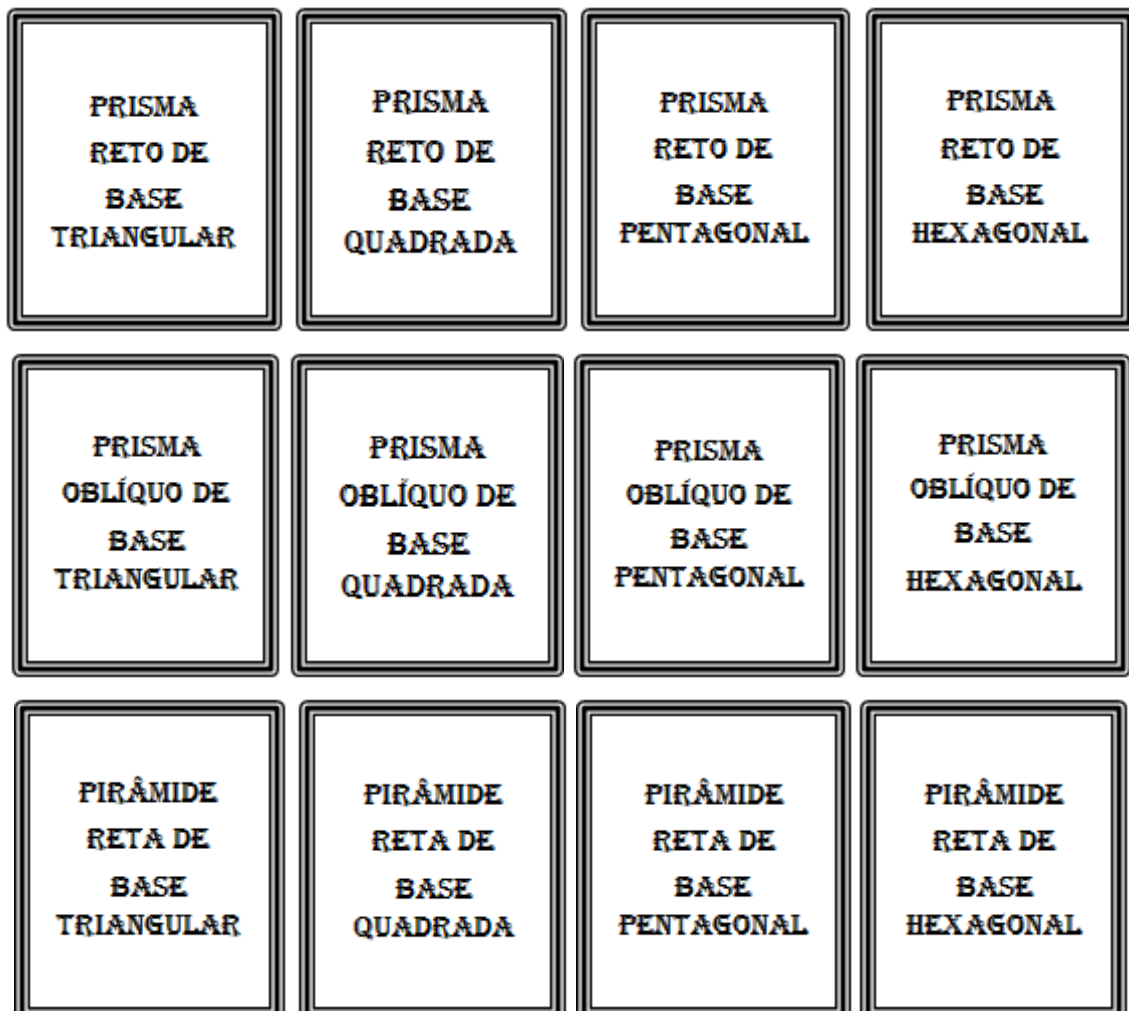 PRISMA
RETO DE
BASE
TRIANGULAR
PRISMA
RETO DE
BASE
QUADRADA
PRISMA
RETO DE
BASE
PENTAGONAL
PRISMA
RETO DE
BASE
HEXAGONAL
PRISMA
OBLÍQUO DE
BASE
TRIANGULAR
PRISMA
OBLÍQUO DE
BASE
QUADRADA
PRISMA
OBLÍQUO DE
BASE
PENTAGONAL
PRISMA
OBLÍQUO DE
BASE
HEXAGONAL
PIRÂMIDE
RETA DE
BASE
TRIANGULAR
PIRÂMIDE
RETA DE
BASE
QUADRADA
PIRÂMIDE
RETA DE
BASE
PENTAGONAL
PIRÂMIDE
RETA DE
BASE
HEXAGONAL